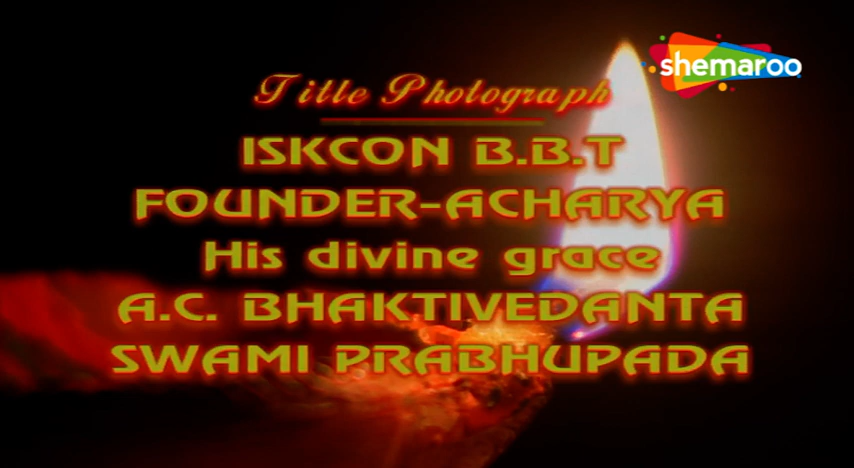 shemaroo
Title Photograph
ISKCON B.B.T
FOUNDER-ACHARYA
His divine grace
A.C. BHAKTIVEDANTA
SWAMI PRABHUPADA